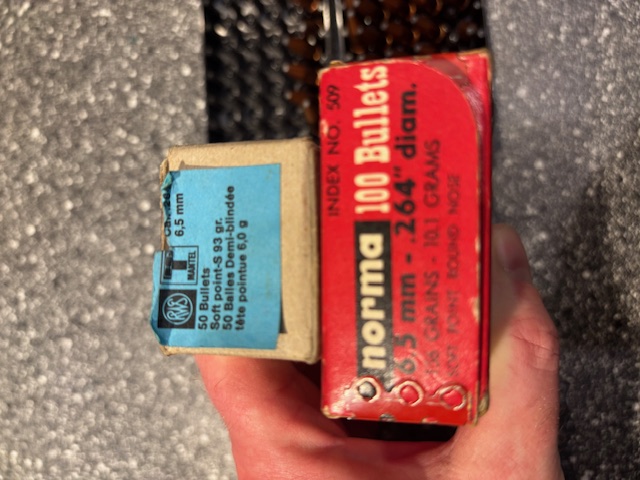 6,5 mm
T
MANTEL
RWS
50 Bullets
Soft point-S 93 gr.
50 Balles Demi-blindée
tête pointue 6,0 g
INDEX NO. 509
norma 100 Bullets
6,5 mm - .264" diam.
156 GRAINS - 10.1 GRAMS
SOFT POINT ROUND NOSE